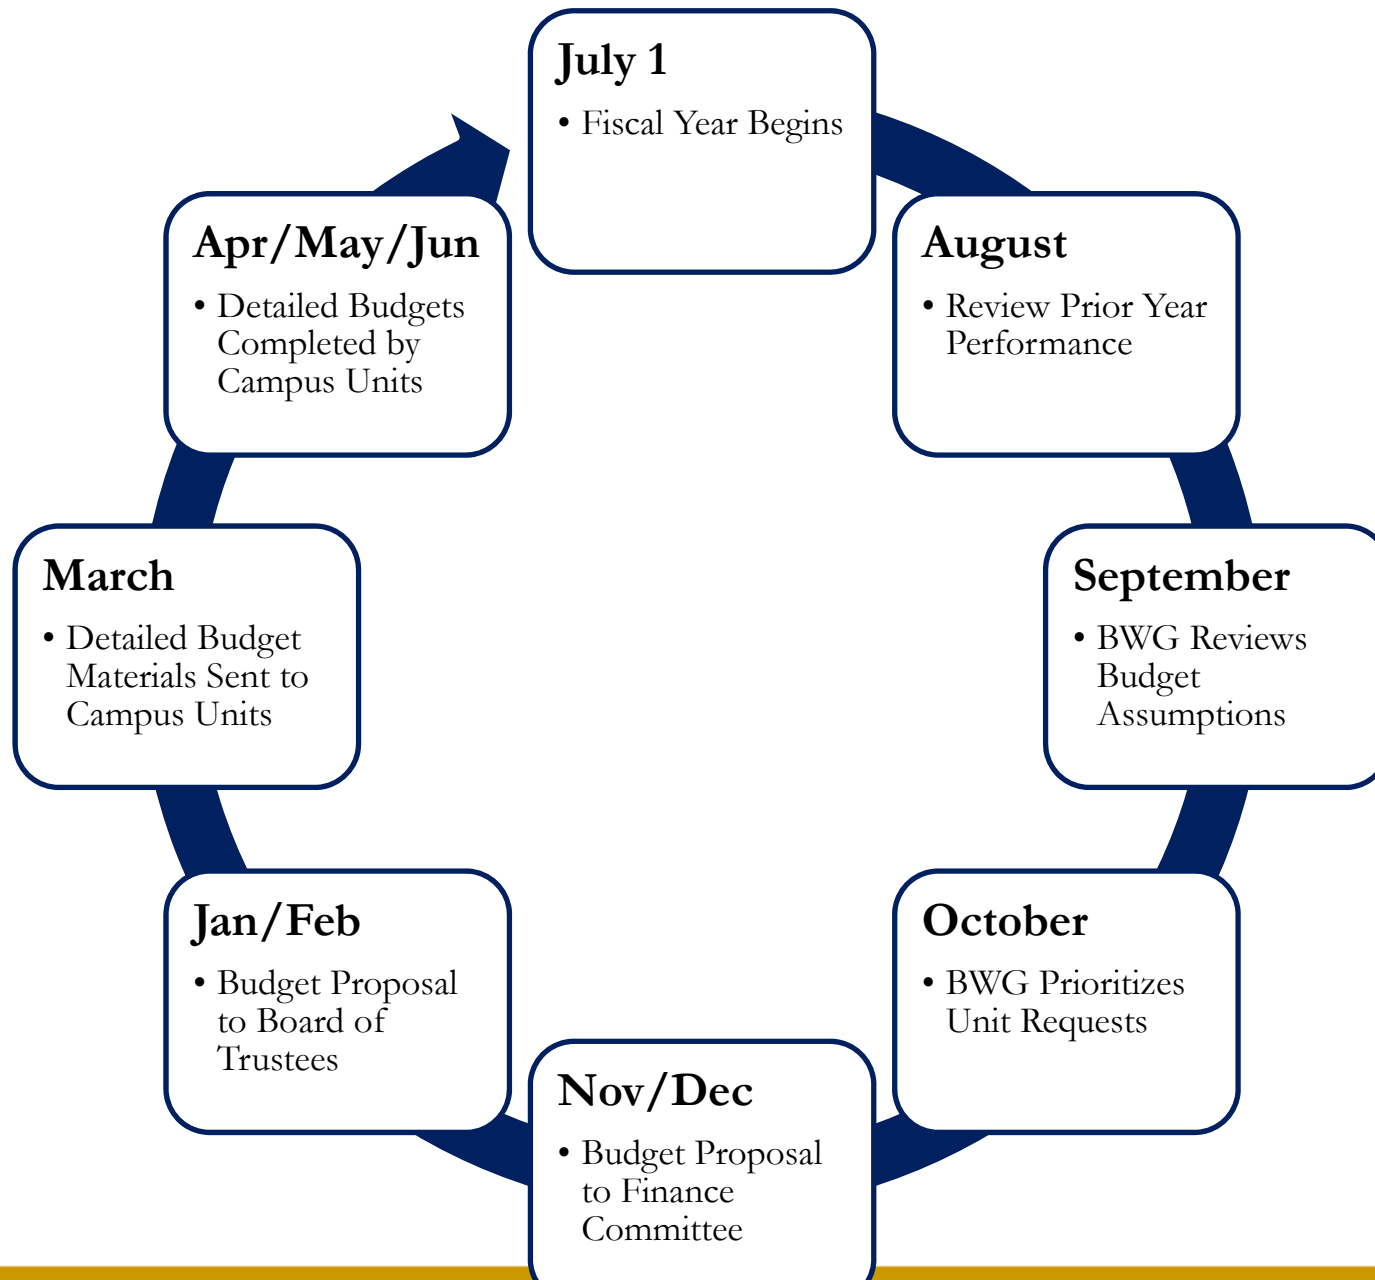 July 1
• Fiscal Year Begins
August
• Review Prior Year
Performance
September
• BWG Reviews
Budget
Assumptions
October
• BWG Prioritizes
Unit Requests
Nov/Dec
• Budget Proposal
to Finance
Committee
Jan/Feb
• Budget Proposal
to Board of
Trustees
March
• Detailed Budget
Materials Sent to
Campus Units
Apr/May/Jun
• Detailed Budgets
Completed by
Campus Units